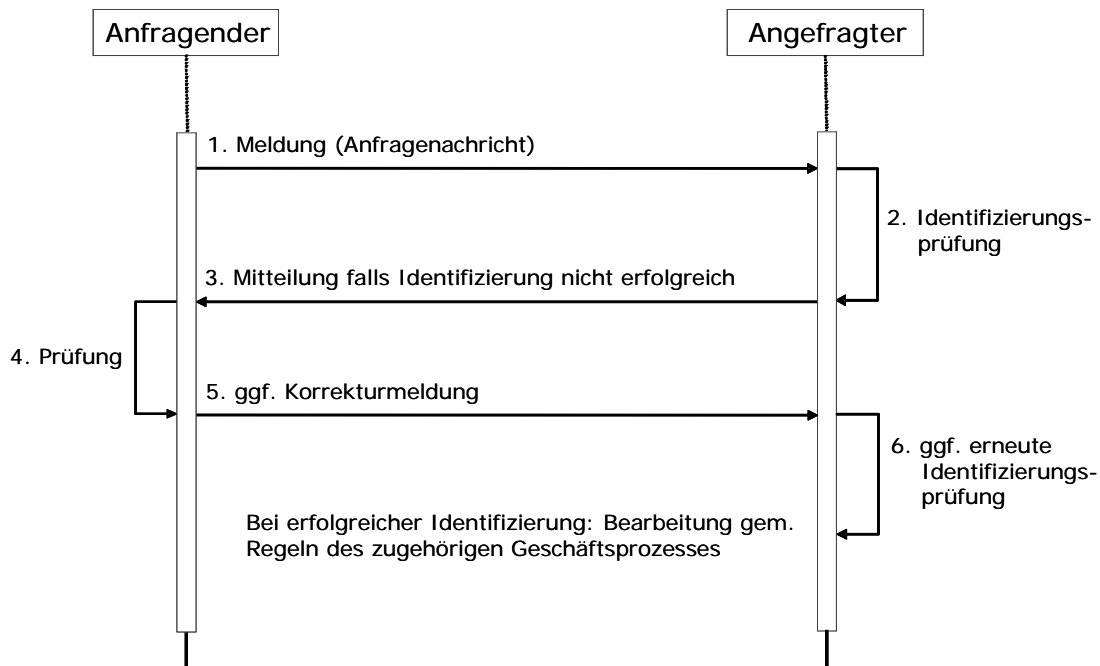 Anfragender
Angefragter
1. Meldung (Anfragenachricht)
2. Identifizierungs-
prüfung
3. Mitteilung falls Identifizierung nicht erfolgreich
4. Prüfung
5. ggf. Korrekturmeldung
6. ggf. erneute
Identifizierungs-
prüfung
Bei erfolgreicher Identifizierung: Bearbeitung gem.
Regeln des zugehörigen Geschäftsprozesses